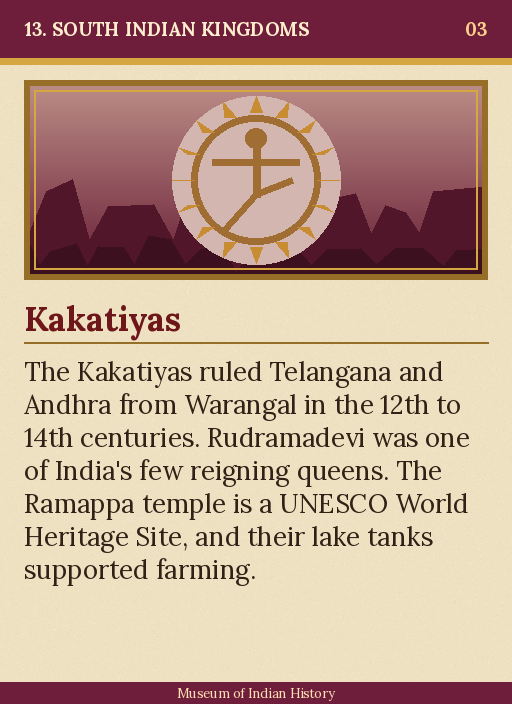 13. SOUTH INDIAN KINGDOMS 03
Kakatiyas
The Kakatiyas ruled Telangana and
Andhra from Warangal in the 12th to
14th centuries. Rudramadevi was one
of India's few reigning queens. The
Ramappa temple is a UNESCO World
Heritage Site, and their lake tanks
supported farming.
Museum of Indian History